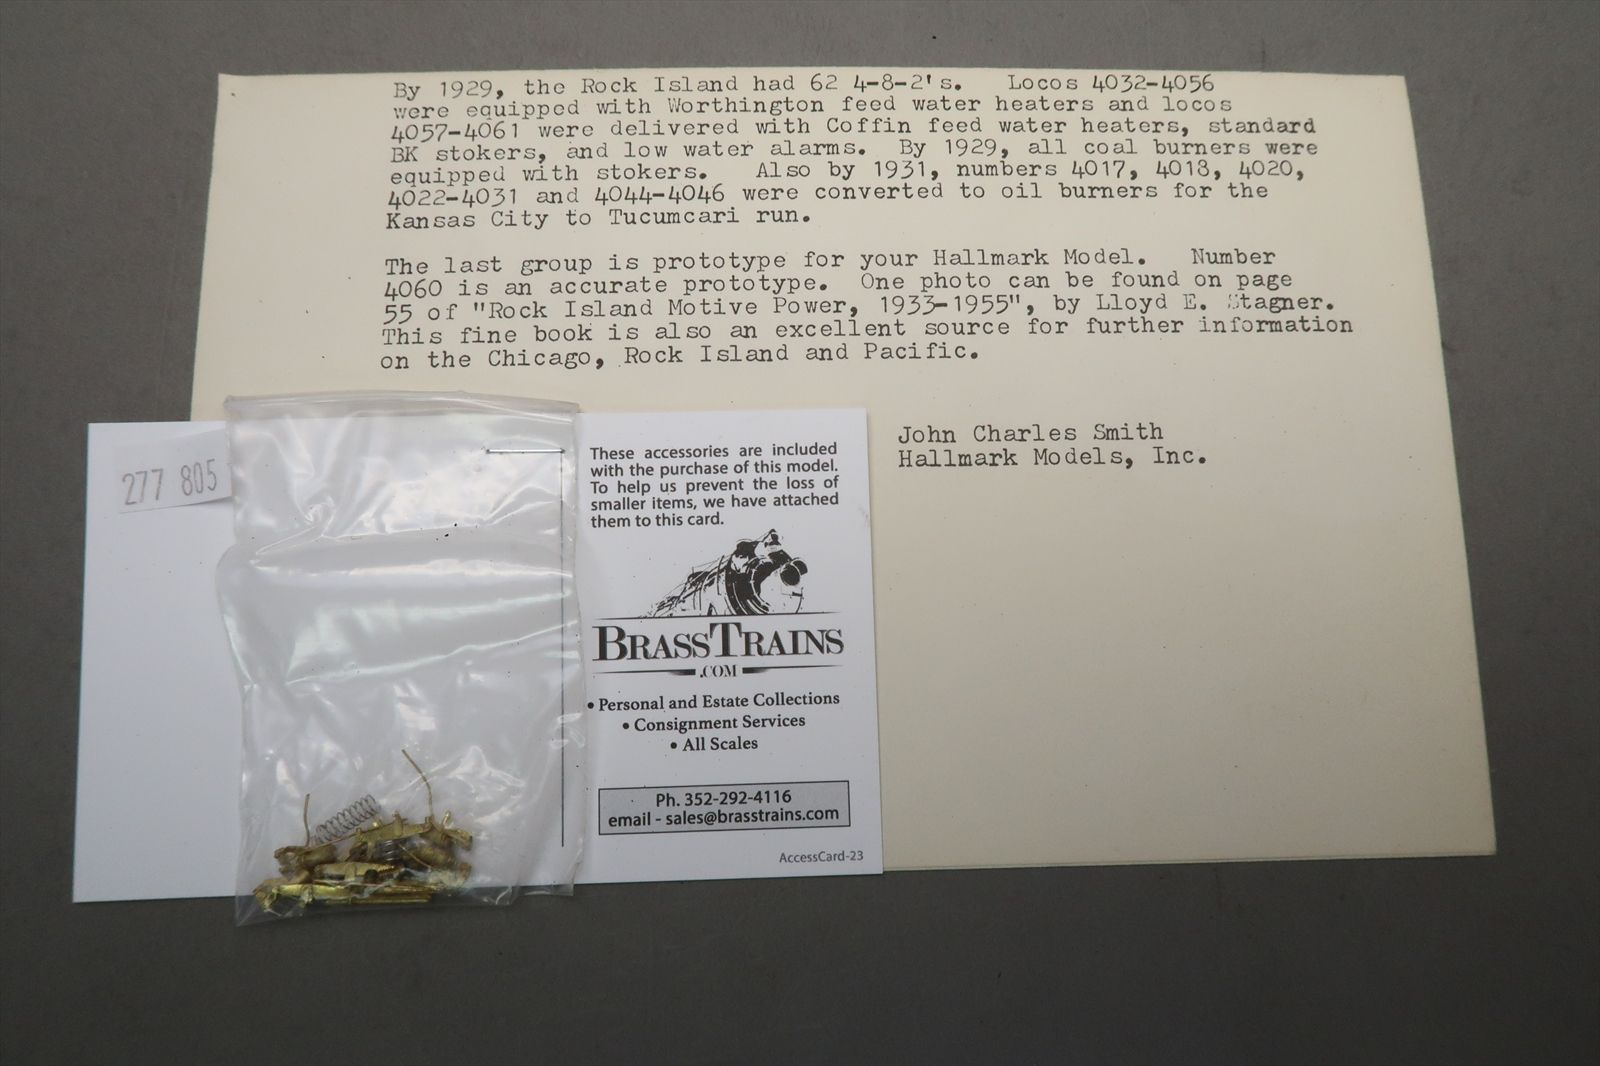 By 1929, the Rock Island had 62 4-8-2's. Locos 4032-4056
were equipped with Worthington feed water heaters and locos
4057-4061 were delivered with Coffin feed water heaters, standard
BK stokers, and low water alarms. By 1929, all coal burners were
equipped with stokers. Also by 1931, numbers 4017, 4018, 4020,
4022-4031 and 4044-4046 were converted to oil burners for the
Kansas City to Tucumcari run.
The last group is prototype for your Hallmark Model. Number
4060 is an accurate prototype. One photo can be found on page
55 of "Rock Island Motive Power, 1933-1955", by Lloyd E. Stagner.
This fine book is also an excellent source for further information
on the Chicago, Rock Island and Pacific.
John Charles Smith
Hallmark Models, Inc.
277 805
These accessories are included
with the purchase of this model.
To help us prevent the loss of
smaller items, we have attached
them to this card.
BRASSTRAINS
.COM
• Personal and Estate Collections
• Consignment Services
• All Scales
Ph. 352-292-4116
email - sales@brasstrains.com
AccessCard-23